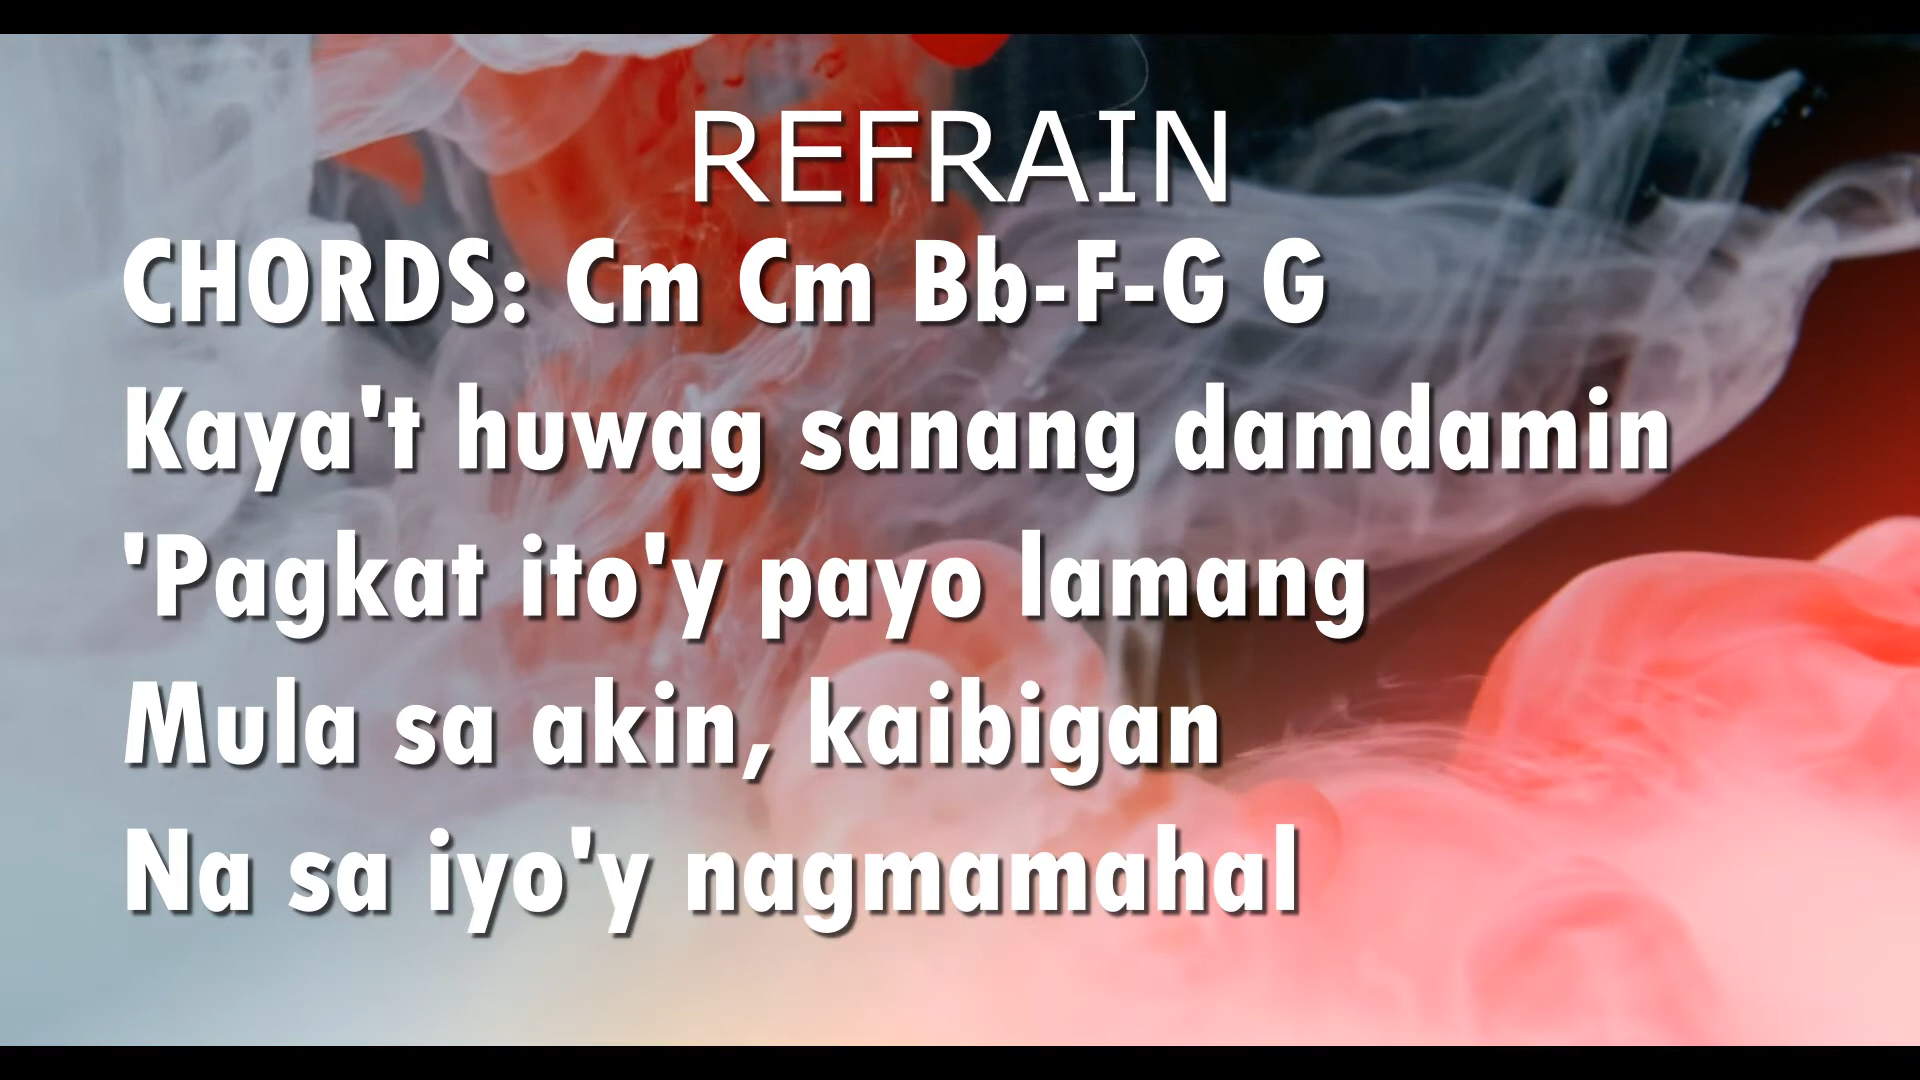 REFRAIN
CHORDS: Cm Cm Bb-F-G G
Kaya't huwag sanang damdamin
'Pagkat ito'y payo lamang
Mula sa akin, kaibigan
Na sa iyo'y nagmamahal